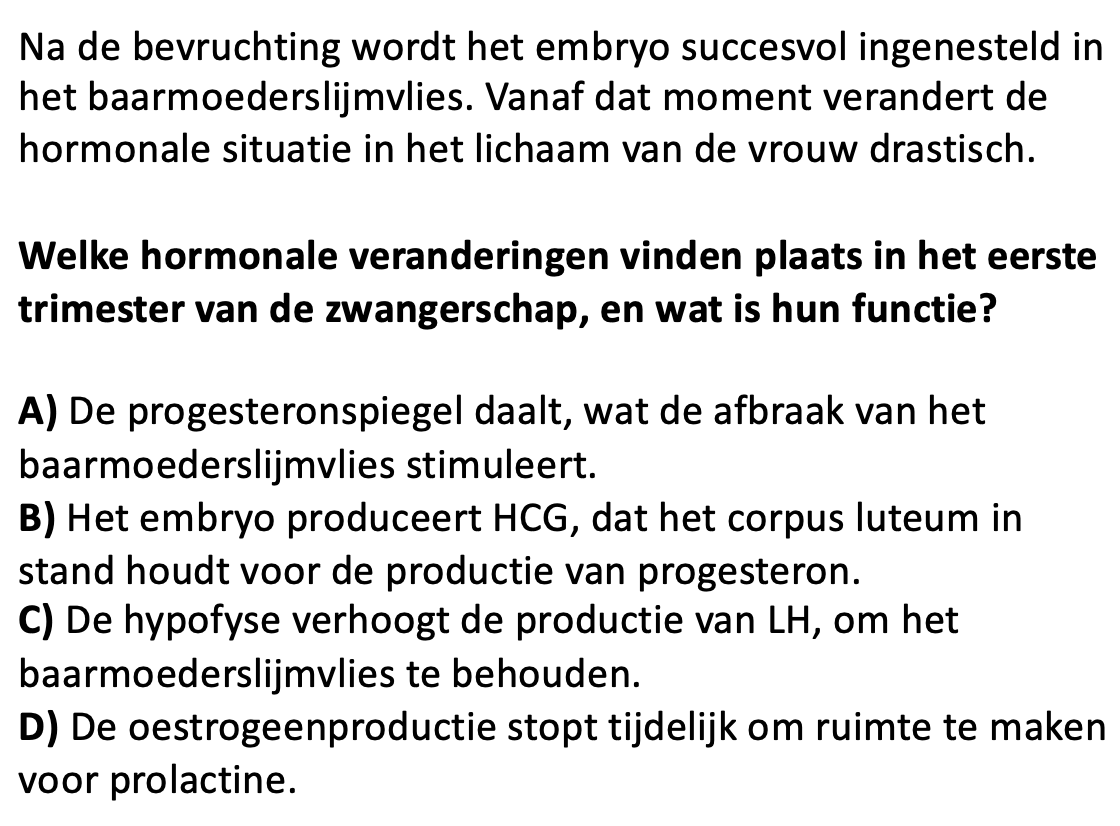 Na de bevruchting wordt het embryo succesvol ingenesteld in
het baarmoederslijmvlies. Vanaf dat moment verandert de
hormonale situatie in het lichaam van de vrouw drastisch.
Welke hormonale veranderingen vinden plaats in het eerste
trimester van de zwangerschap, en wat is hun functie?
A) De progesteronspiegel daalt, wat de afbraak van het
baarmoederslijmvlies stimuleert.
B) Het embryo produceert HCG, dat het corpus luteum in
stand houdt voor de productie van progesteron.
C) De hypofyse verhoogt de productie van LH, om het
baarmoederslijmvlies te behouden.
D) De oestrogeenproductie stopt tijdelijk om ruimte te maken
voor prolactine.